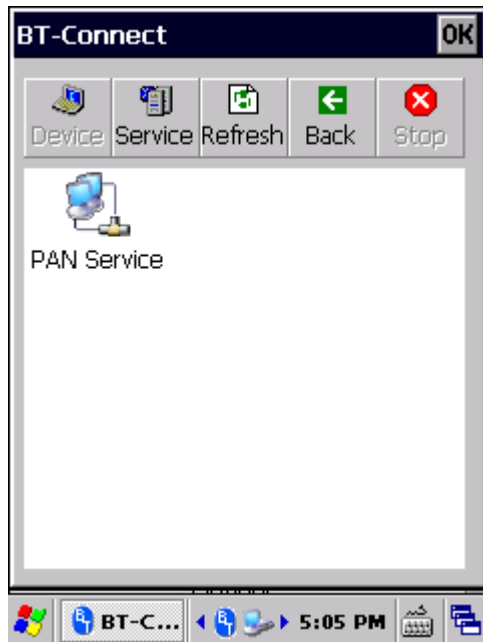 BT-Connect OK
Device Service Refresh Back Stop
PAN Service
BT-C... 5:05 PM